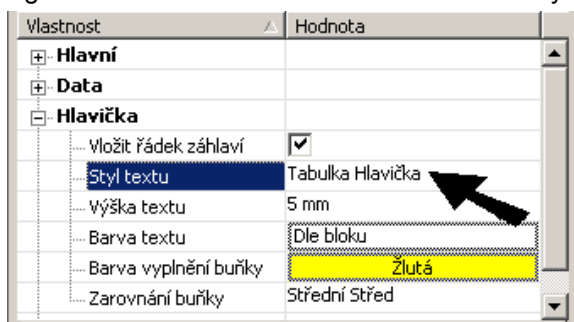 Vlastnost Hodnota
Hlavní
Data
Hlavička
Vložit řádek záhlaví
Styl textu Tabulka Hlavička
Výška textu 5 mm
Barva textu Dle bloku
Barva vyplnění buňky Žlutá
Zarovnání buňky Střední Střed